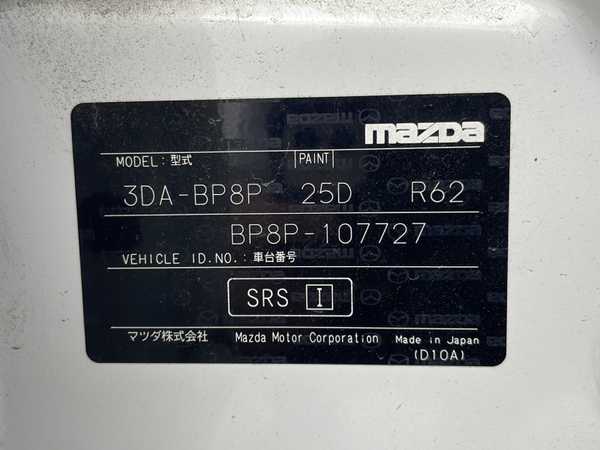 mazda
MODEL: 型式 PAINT
3DA-BP8P 25D R62
BP8P-107727
VEHICLE ID.NO.: 車台番号
SRS I
マツダ株式会社 Mazda Motor Corporation Made in Japan
(D10A)